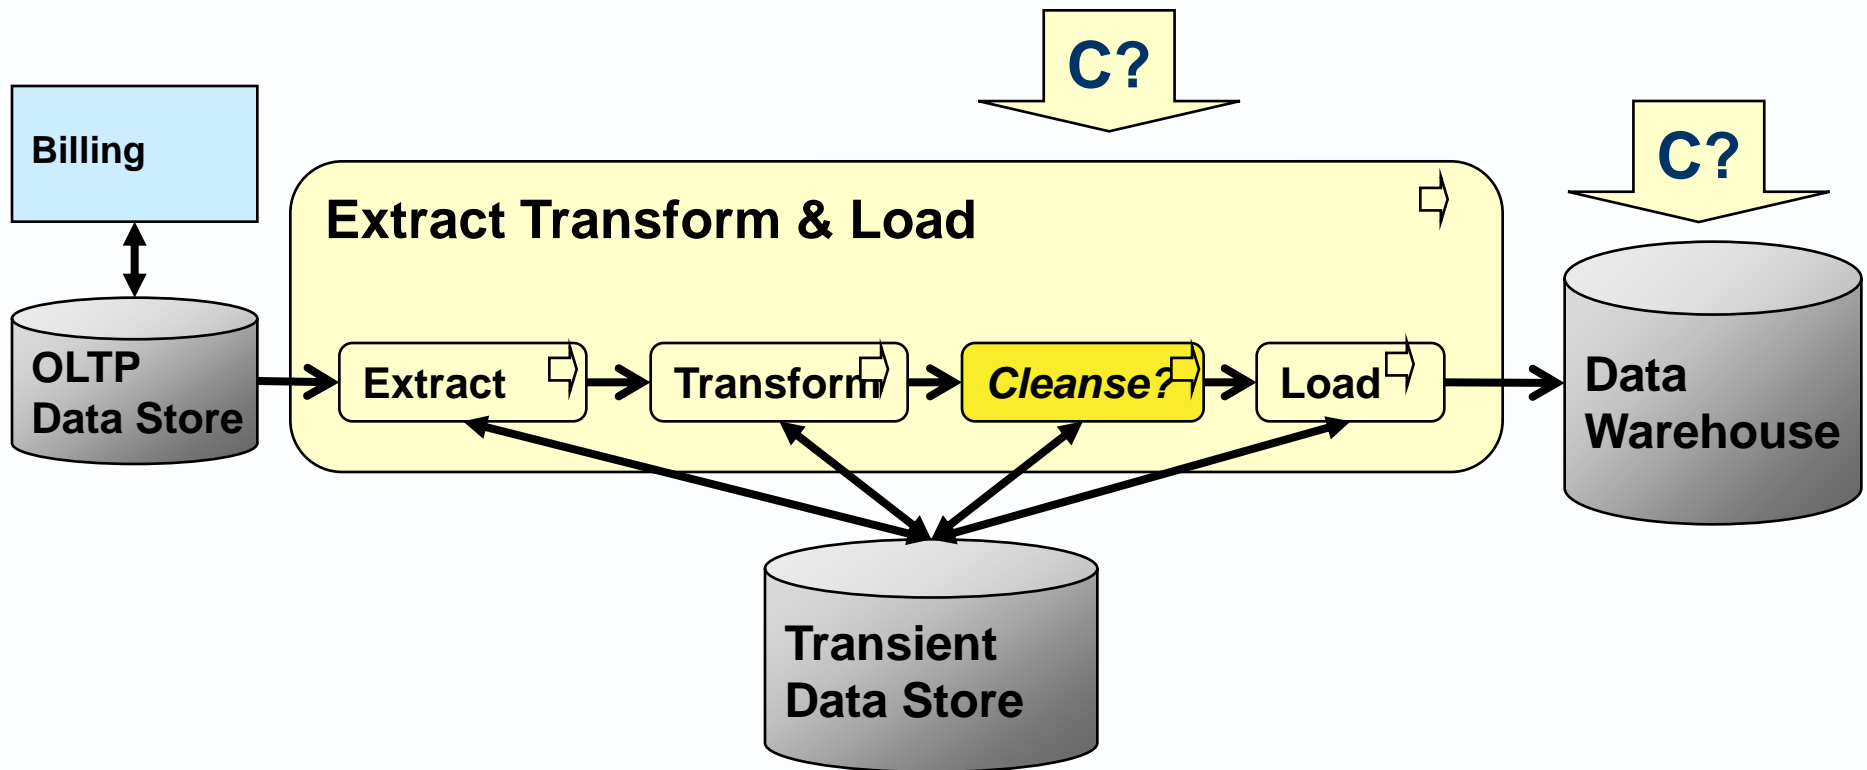 C?
C?
Billing
Extract Transform & Load
OLTP
Data Store
Extract
Transform
Cleanse?
Load
Data
Warehouse
Transient
Data Store